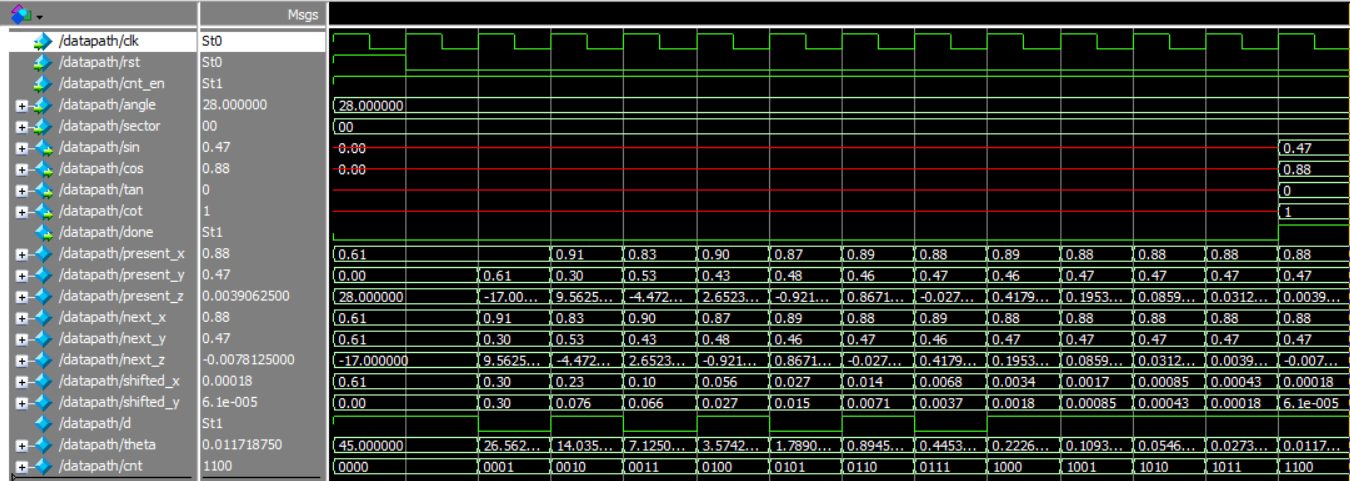 Msgs
/datapath/clk St0
/datapath/rst St0
/datapath/cnt_en St1
/datapath/angle 28.000000 28.000000
/datapath/sector 00 00
/datapath/sin 0.47 0.00 0.47
/datapath/cos 0.88 0.00 0.88
/datapath/tan 0 0
/datapath/cot 1 1
/datapath/done St1
/datapath/present_x 0.88 0.61 0.91 0.83 0.90 0.87 0.89 0.88 0.89 0.88 0.88 0.88 0.88
/datapath/present_y 0.47 0.00 0.61 0.30 0.53 0.43 0.48 0.46 0.47 0.46 0.47 0.47 0.47 0.47
/datapath/present_z 0.0039062500 28.000000 -17.00... 9.5625... -4.472... 2.6523... -0.921... 0.8671... -0.027... 0.4179... 0.1953... 0.0859... 0.0312... 0.0039...
/datapath/next_x 0.88 0.61 0.91 0.83 0.90 0.87 0.89 0.88 0.89 0.88 0.88 0.88 0.88 0.88
/datapath/next_y 0.47 0.61 0.30 0.53 0.43 0.48 0.46 0.47 0.46 0.47 0.47 0.47 0.47 0.47
/datapath/next_z -0.0078125000 -17.000000 9.5625... -4.472... 2.6523... -0.921... 0.8671... -0.027... 0.4179... 0.1953... 0.0859... 0.0312... 0.0039... -0.007...
/datapath/shifted_x 0.00018 0.61 0.30 0.23 0.10 0.056 0.027 0.014 0.0068 0.0034 0.0017 0.00085 0.00043 0.00018
/datapath/shifted_y 6.1e-005 0.00 0.30 0.076 0.066 0.027 0.015 0.0071 0.0037 0.0018 0.00085 0.00043 0.00018 6.1e-005
/datapath/d St1
/datapath/theta 0.011718750 45.000000 26.562... 14.035... 7.1250... 3.5742... 1.7890... 0.8945... 0.4453... 0.2226... 0.1093... 0.0546... 0.0273... 0.0117...
/datapath/cnt 1100 0000 0001 0010 0011 0100 0101 0110 0111 1000 1001 1010 1011 1100